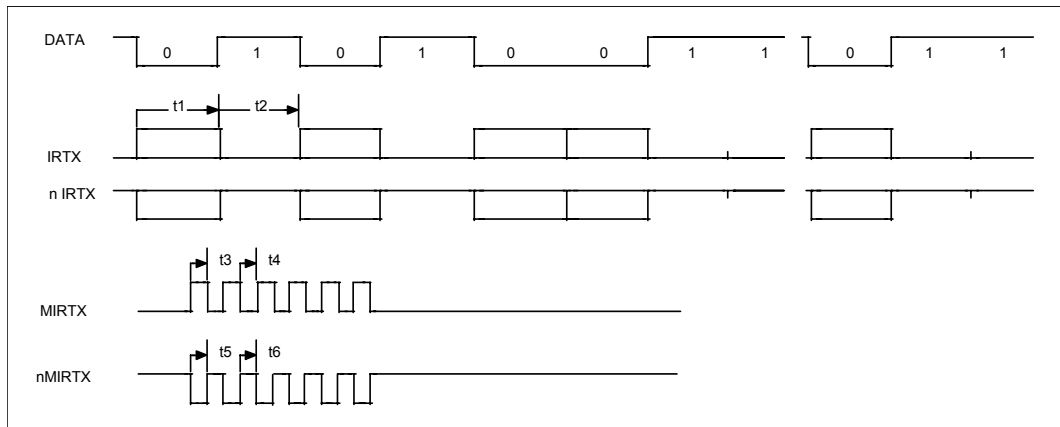 DATA
0 1 0 1 0 0 1 1 0 1 1
t1 t2
IRTX
n IRTX
t3 t4
MIRTX
t5 t6
nMIRTX